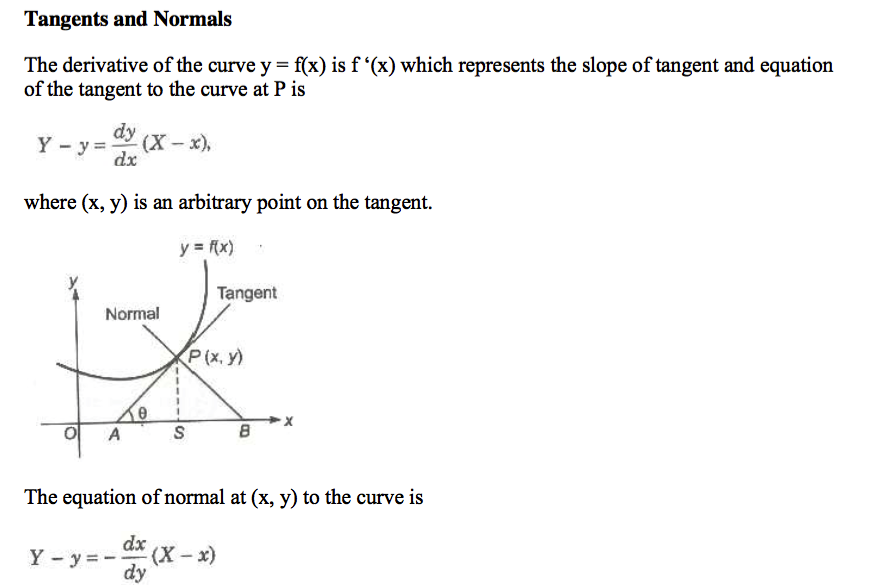 Tangents and Normals
The derivative of the curve y = f(x) is f ‘(x) which represents the slope of tangent and equation
of the tangent to the curve at P is
Y – y = dy/dx (X – x),
where (x, y) is an arbitrary point on the tangent.
y = f(x)
y
Tangent
Normal
P (x, y)
θ
x
O A S B
The equation of normal at (x, y) to the curve is
Y – y = – dx/dy (X – x)